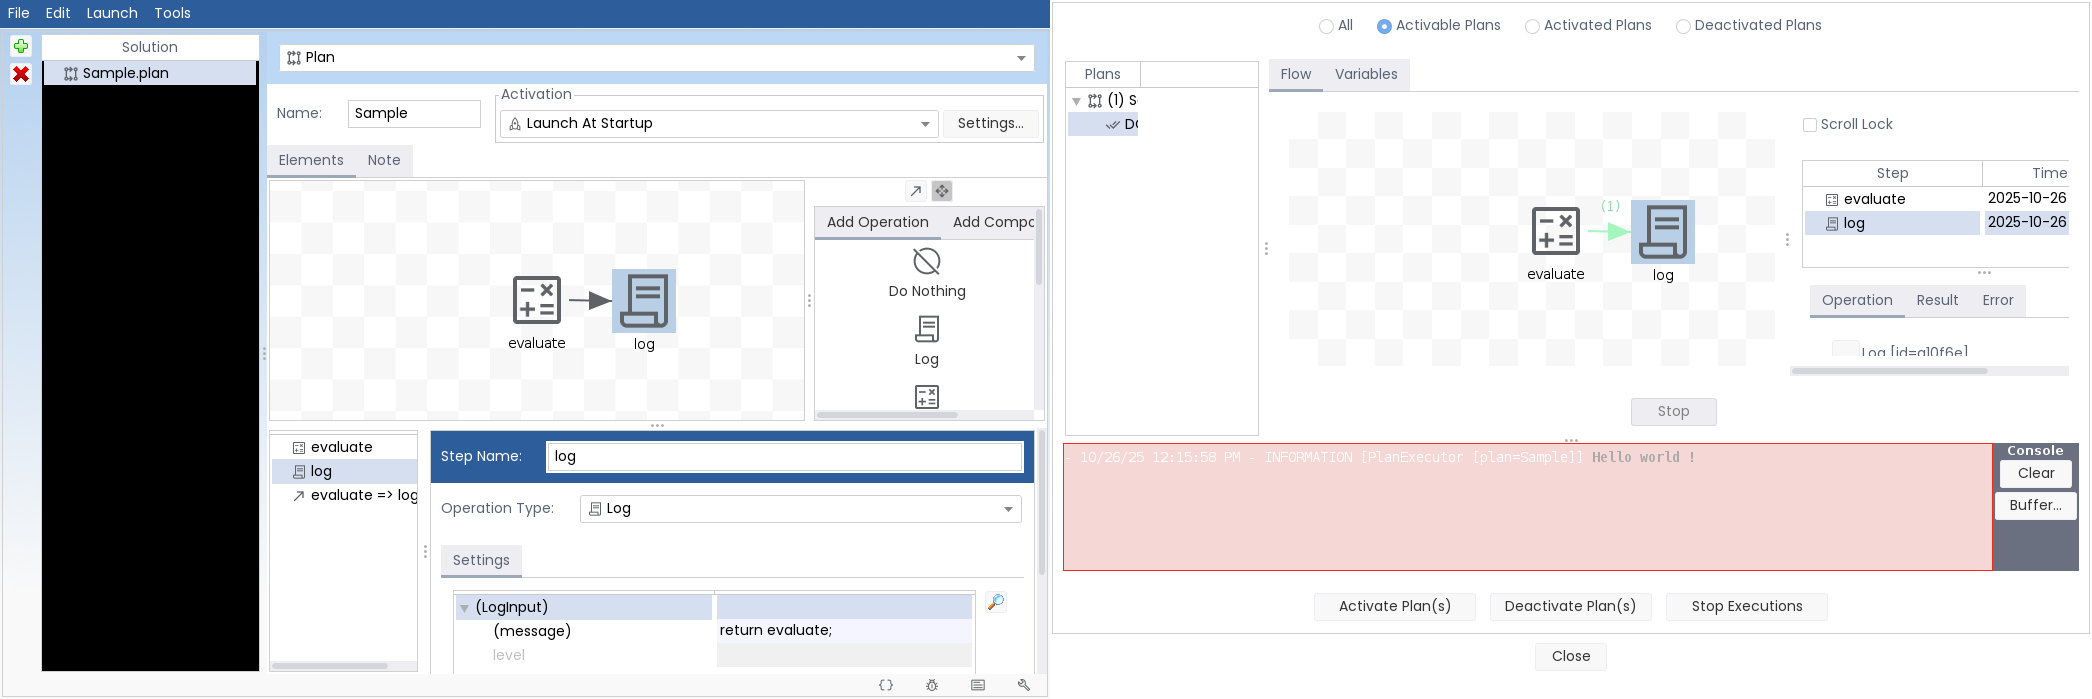 File Edit Launch Tools
Solution
Sample.plan
Plan
Name: Sample
Activation
Launch At Startup
Settings...
Elements Note
evaluate
log
Add Operation Add Compo
Do Nothing
Log
evaluate
log
evaluate => log
Step Name: log
Operation Type: Log
Settings
(LogInput)
(message) return evaluate;
level
All Activable Plans Activated Plans Deactivated Plans
Plans
(1) S
Flow Variables
(1)
evaluate
log
Scroll Lock
Step Time
evaluate 2025-10-26
log 2025-10-26
Operation Result Error
Log [id=a10f6e]
Stop
- 10/26/25 12:15:58 PM - INFORMATION [PlanExecutor [plan=Sample]] Hello world !
Console
Clear
Buffer...
Activate Plan(s) Deactivate Plan(s) Stop Executions
Close